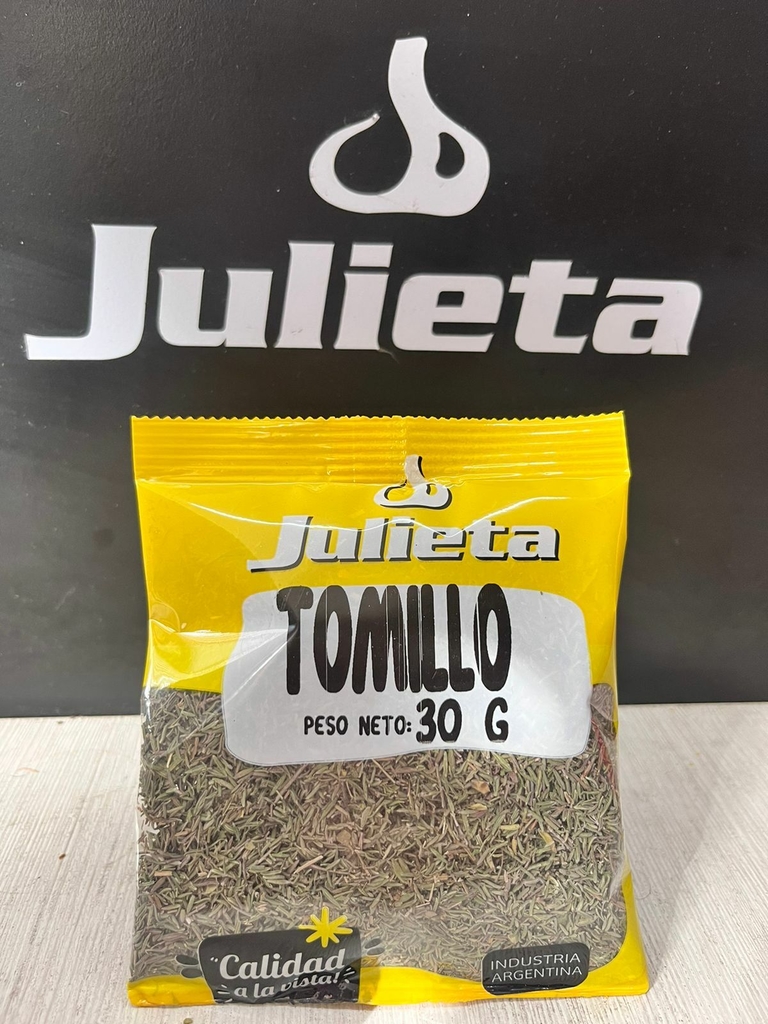 Julieta
Julieta
TOMILLO
PESO NETO: 30 G
"Calidad
a la vista!
INDUSTRIA
ARGENTINA